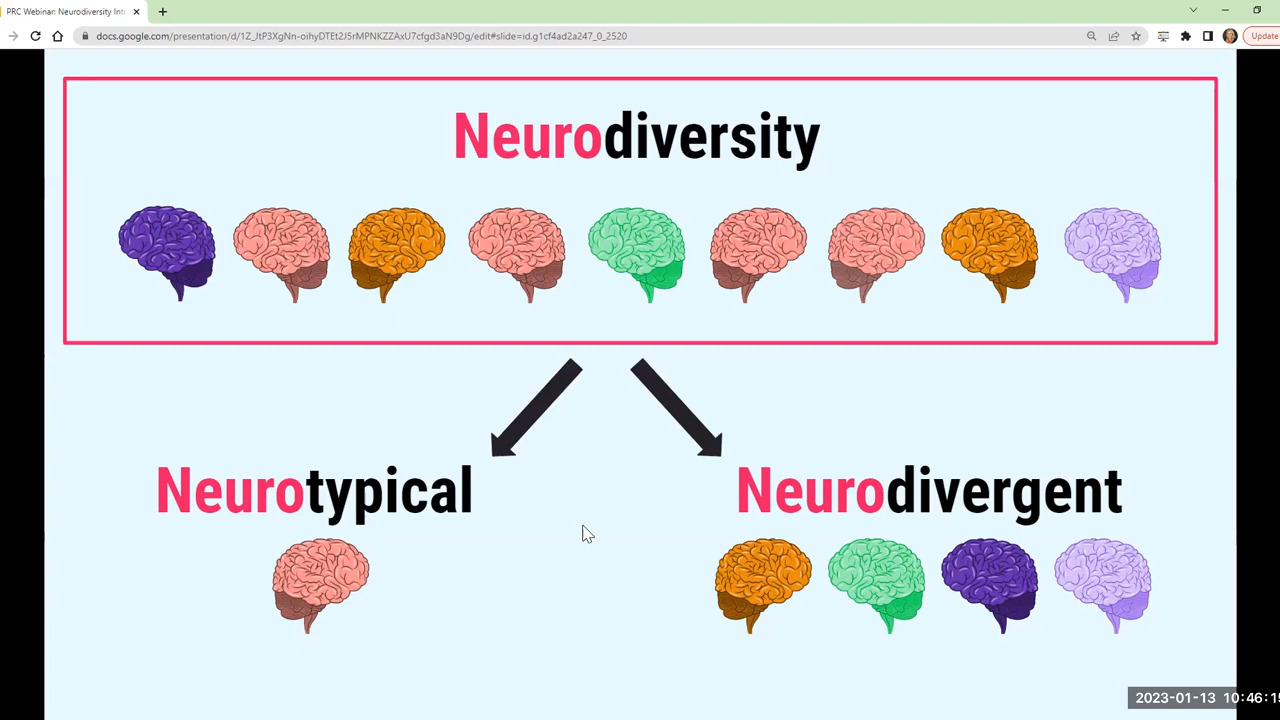 PRC Webinar: Neurodiversity Int
Update
docs.google.com/presentation/d/1Z_JtP3XgNn-oihyDTEt2J5rMPNKZZAxU7cfgd3aN9Dg/edit#slide=id.g1cf4ad2a247_0_2520
Neurodiversity
Neurotypical
Neurodivergent
2023-01-13 10:46:15